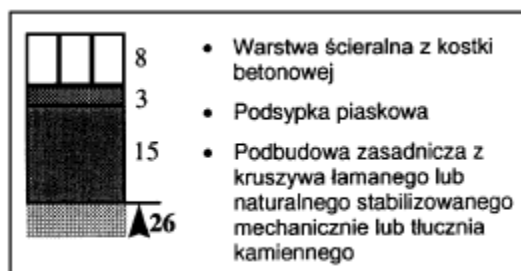 8
3
15
26
• Warstwa ścieralna z kostki
betonowej
• Podsypka piaskowa
• Podbudowa zasadnicza z
kruszywa łamanego lub
naturalnego stabilizowanego
mechanicznie lub tłucznia
kamiennego